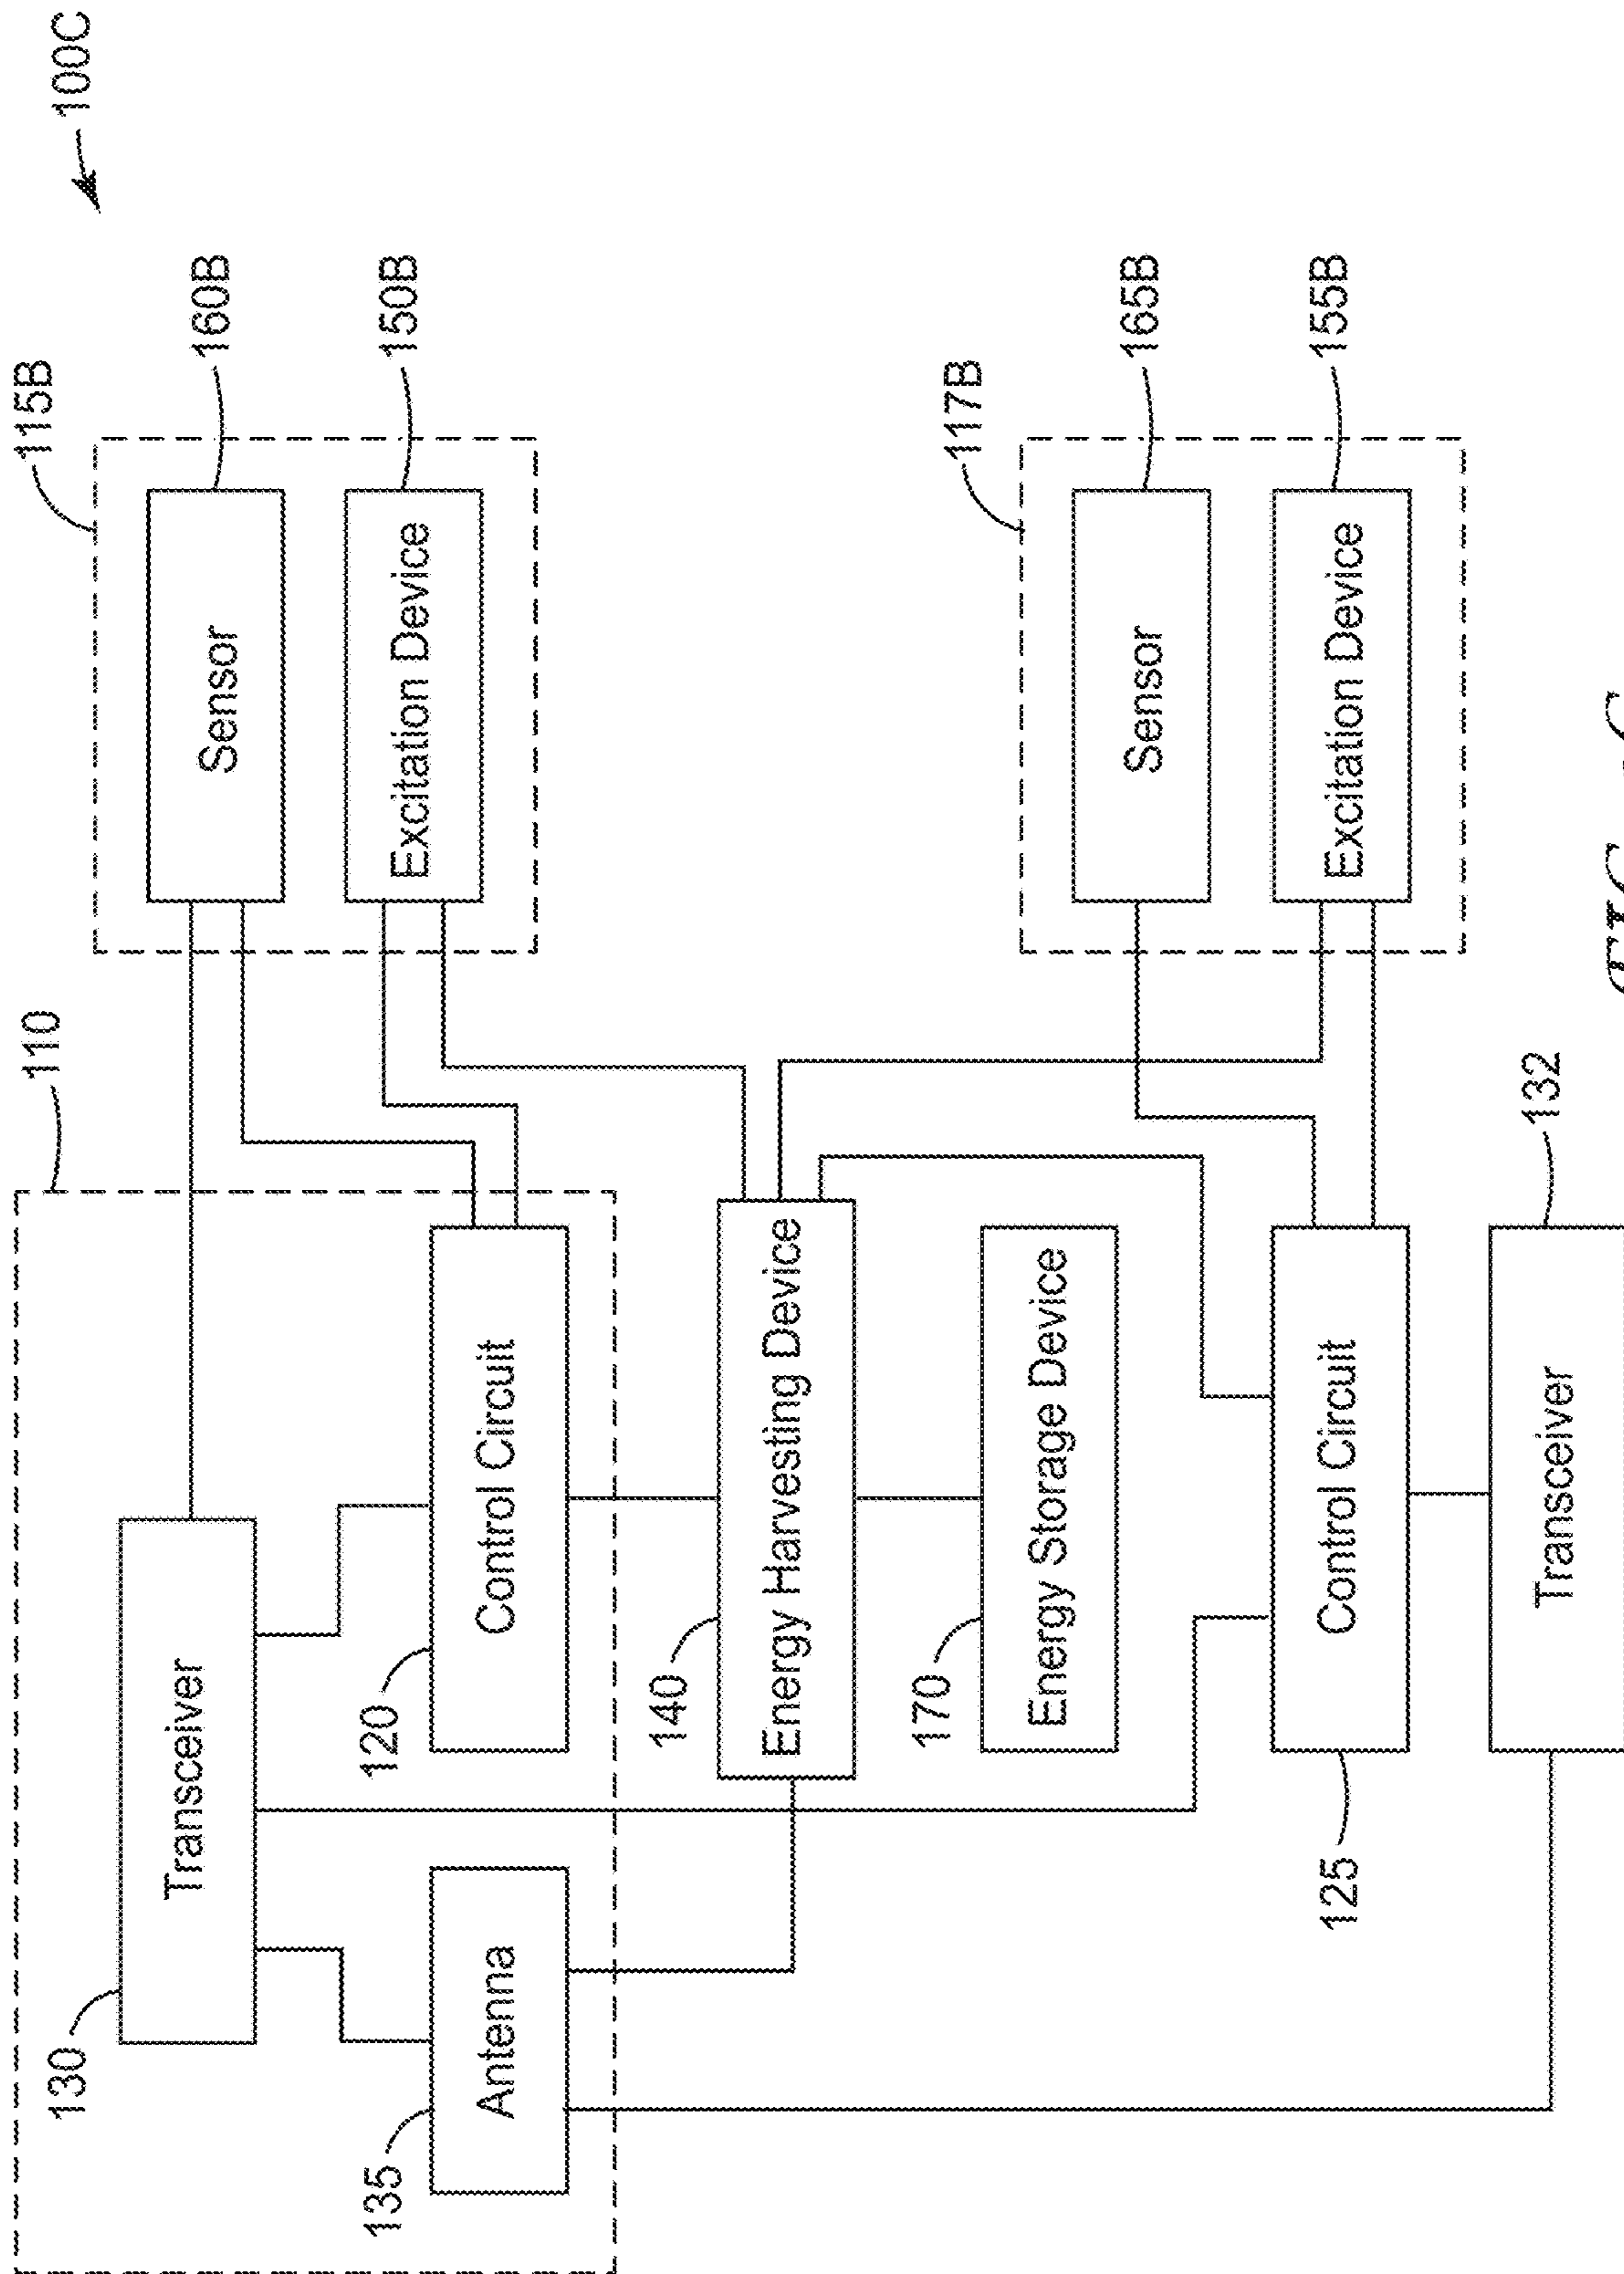 100C
115B
160B
Sensor
150B
Excitation Device
110
130
Transceiver
120
Control Circuit
135
Antenna
140
Energy Harvesting Device
170
Energy Storage Device
117B
165B
Sensor
155B
Excitation Device
125
Control Circuit
132
Transceiver